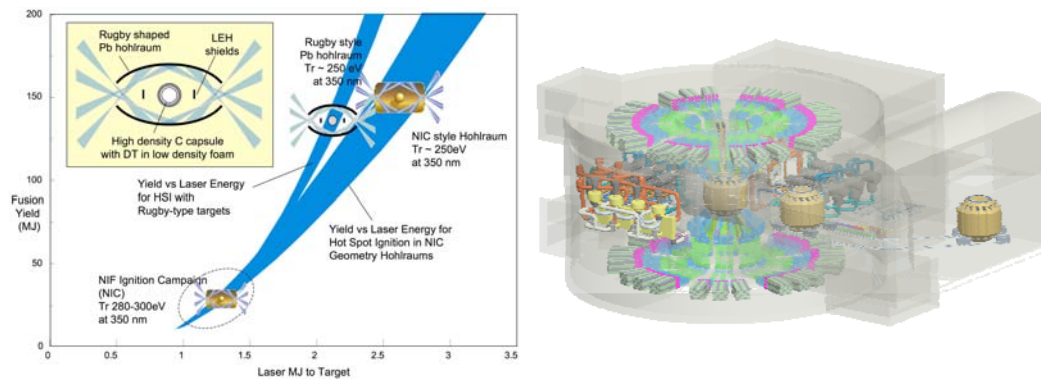 200
150
100
50
0
Fusion
Yield
(MJ)
Rugby shaped
Pb hohlraum
LEH
shields
High density C capsule
with DT in low density foam
Rugby style
Pb hohlraum
Tr ~ 250 eV
at 350 nm
NIC style Hohlraum
Tr ~ 250eV
at 350 nm
Yield vs Laser Energy
for HSI with
Rugby-type targets
Yield vs Laser Energy for
Hot Spot Ignition in NIC
Geometry Hohlraums
NIF Ignition Campaign
(NIC)
Tr 280-300eV
at 350 nm
0 0.5 1 1.5 2 2.5 3 3.5
Laser MJ to Target